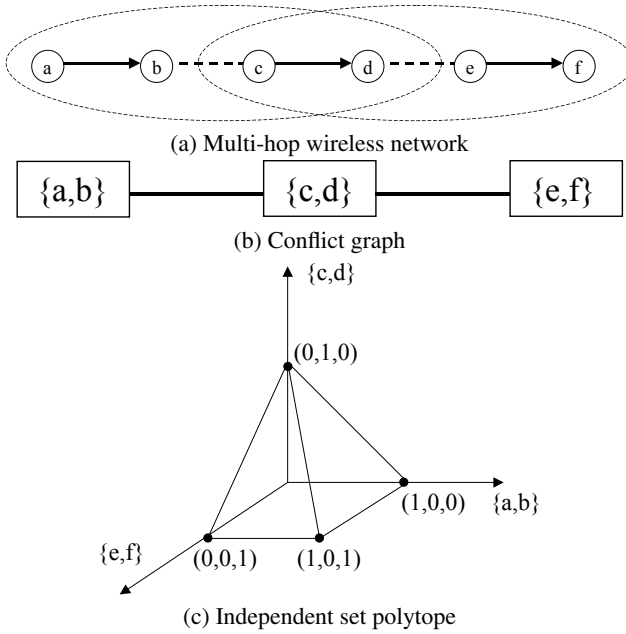 a b c d e f
(a) Multi-hop wireless network
{a,b} {c,d} {e,f}
(b) Conflict graph
{c,d}
(0,1,0)
(1,0,0)
{a,b}
{e,f}
(0,0,1)
(1,0,1)
(c) Independent set polytope